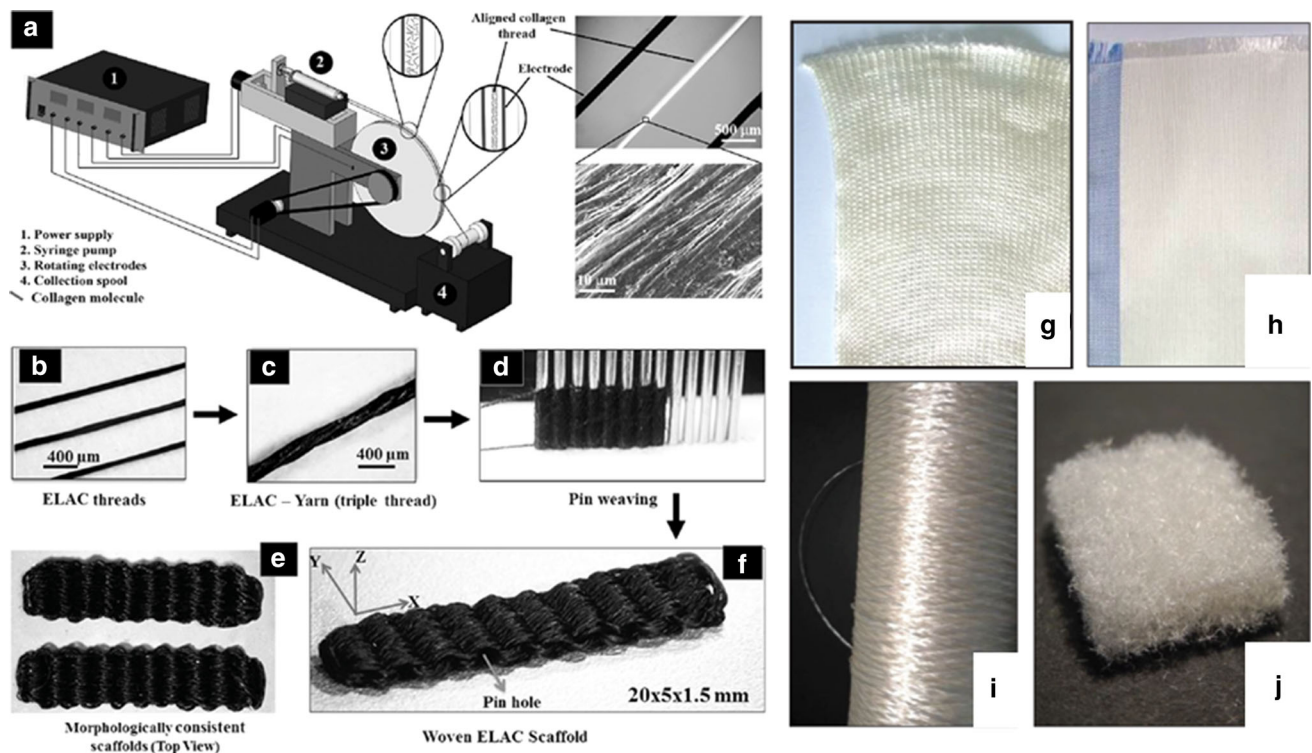 a
1
2
3
4
1. Power supply
2. Syringe pump
3. Rotating electrodes
4. Collection spool
Collagen molecule
Aligned collagen
thread
Electrode
500 μm
10 μm
g
h
b
400 μm
ELAC threads
c
400 μm
ELAC – Yarn (triple thread)
d
Pin weaving
e
Morphologically consistent
scaffolds (Top View)
f
Y
Z
X
Pin hole
20x5x1.5 mm
Woven ELAC Scaffold
i
j